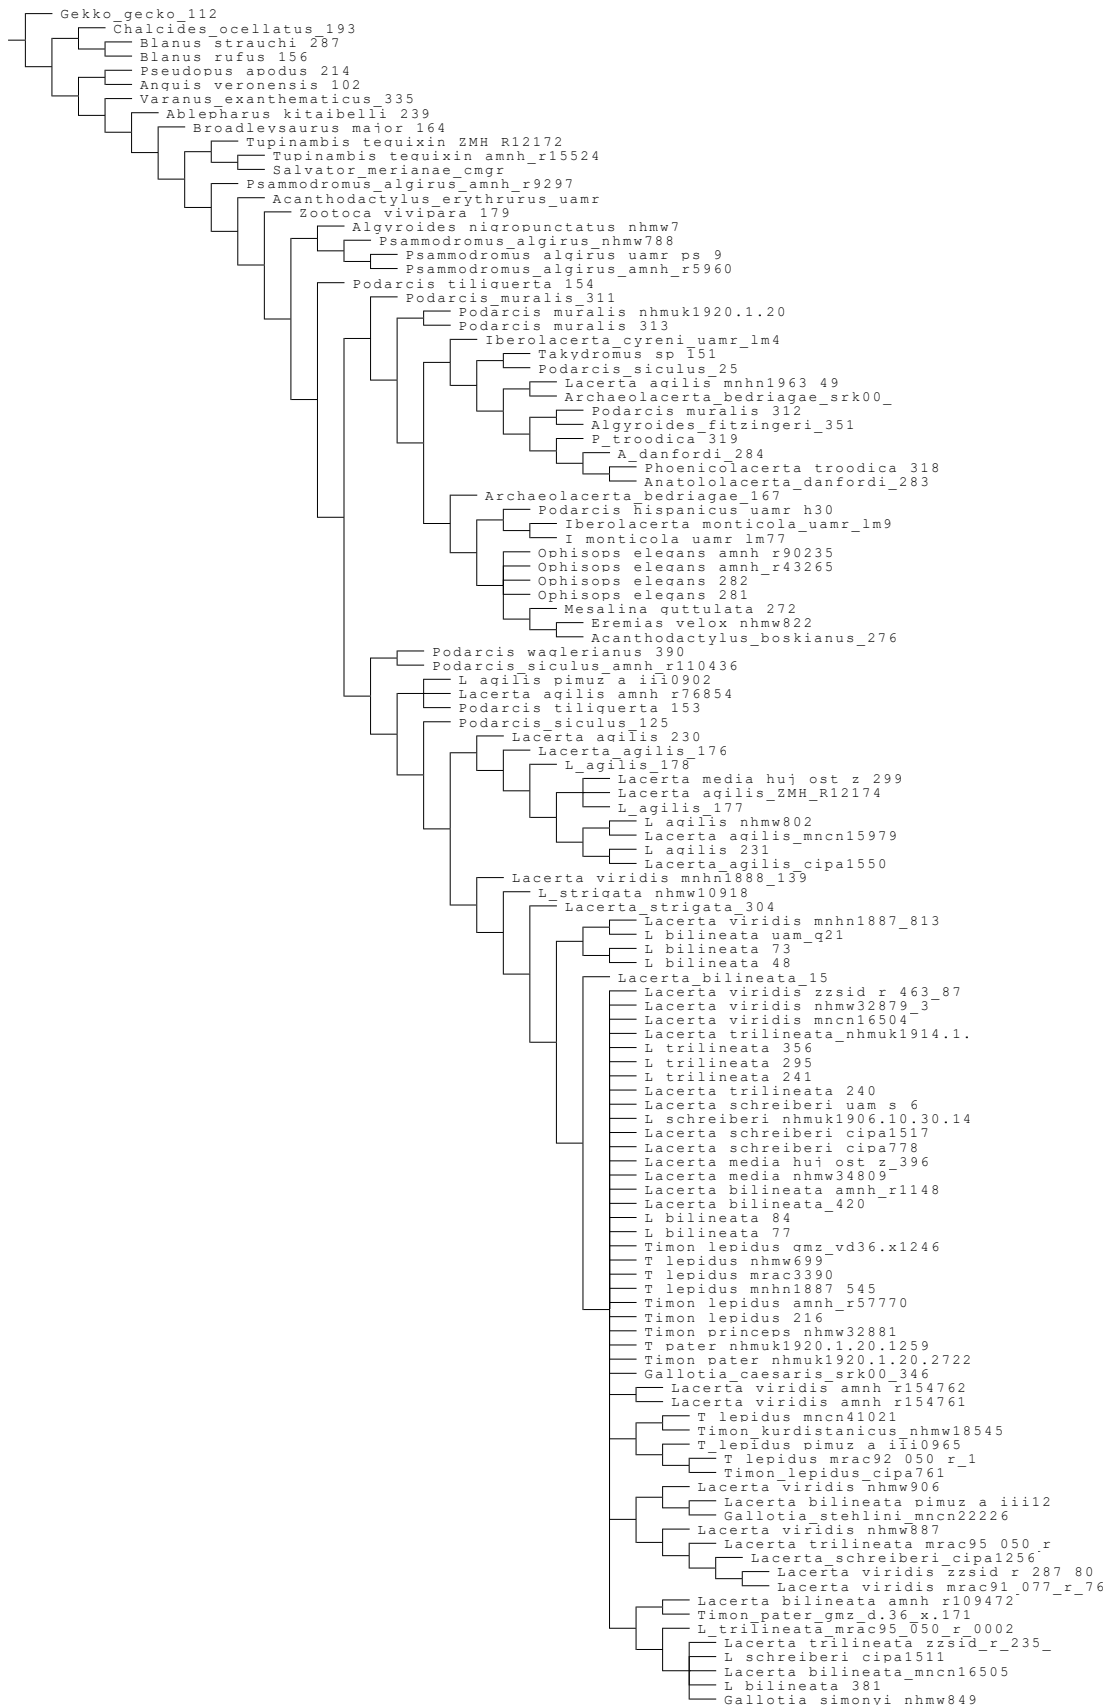 Gekko_gecko_112
Chalcides_ocellatus_193
Blanus_strauchi_287
Blanus_rufus_156
Pseudopus_apodus_214
Anguis_veronensis_102
Varanus_exanthematicus_335
Ablepharus_kitaibelli_239
Broadleysaurus_major_164
Tupinambis_teguixin_ZMH_R12172
Tupinambis_teguixin_amnh_r15524
Salvator_merianae_cmgr
Psammodromus_algirus_amnh_r9297
Acanthodactylus_erythrurus_uamr
Zootoca_vivipara_179
Algyroides_nigropunctatus_nhmw7
Psammodromus_algirus_nhmw788
Psammodromus_algirus_uamr_ps_9
Psammodromus_algirus_amnh_r5960
Podarcis_tiliguerta_154
Podarcis_muralis_311
Podarcis_muralis_nhmuk1920.1.20
Podarcis_muralis_313
Iberolacerta_cyreni_uamr_lm4
Takydromus_sp_151
Podarcis_siculus_25
Lacerta_agilis_mnhn1963_49
Archaeolacerta_bedriagae_srk00_
Podarcis_muralis_312
Algyroides_fitzingeri_351
P_troodica_319
A_danfordi_284
Phoenicolacerta_troodica_318
Anatololacerta_danfordi_283
Archaeolacerta_bedriagae_167
Podarcis_hispanicus_uamr_h30
Iberolacerta_monticola_uamr_lm9
I_monticola_uamr_lm77
Ophisops_elegans_amnh_r90235
Ophisops_elegans_amnh_r43265
Ophisops_elegans_282
Ophisops_elegans_281
Mesalina_guttulata_272
Eremias_velox_nhmw822
Acanthodactylus_boskianus_276
Podarcis_waglerianus_390
Podarcis_siculus_amnh_r110436
L_agilis_pimuz_a_iii0902
Lacerta_agilis_amnh_r76854
Podarcis_tiliguerta_153
Podarcis_siculus_125
Lacerta_agilis_230
Lacerta_agilis_176
L_agilis_178
Lacerta_media_huj_ost_z_299
Lacerta_agilis_ZMH_R12174
L_agilis_177
L_agilis_nhmw802
Lacerta_agilis_mncn15979
L_agilis_231
Lacerta_agilis_cipa1550
Lacerta_viridis_mnhn1888_139
L_strigata_nhmw10918
Lacerta_strigata_304
Lacerta_viridis_mnhn1887_813
L_bilineata_uam_q21
L_bilineata_73
L_bilineata_48
Lacerta_bilineata_15
Lacerta_viridis_zzsid_r_463_87
Lacerta_viridis_nhmw32879_3
Lacerta_viridis_mncn16504
Lacerta_trilineata_nhmuk1914.1.
L_trilineata_356
L_trilineata_295
L_trilineata_241
Lacerta_trilineata_240
Lacerta_schreiberi_uam_s_6
L_schreiberi_nhmuk1906.10.30.14
Lacerta_schreiberi_cipa1517
Lacerta_schreiberi_cipa778
Lacerta_media_huj_ost_z_396
Lacerta_media_nhmw34809
Lacerta_bilineata_amnh_r1148
Lacerta_bilineata_420
L_bilineata_84
L_bilineata_77
Timon_lepidus_gmz_vd36.x1246
T_lepidus_nhmw699
T_lepidus_mrac3390
T_lepidus_mnhn1887_545
Timon_lepidus_amnh_r57770
Timon_lepidus_216
Timon_princeps_nhmw32881
T_pater_nhmuk1920.1.20.1259
Timon_pater_nhmuk1920.1.20.2722
Gallotia_caesaris_srk00_346
Lacerta_viridis_amnh_r154762
Lacerta_viridis_amnh_r154761
T_lepidus_mncn41021
Timon_kurdistanicus_nhmw18545
T_lepidus_pimuz_a_iii0965
T_lepidus_mrac92_050_r_1
Timon_lepidus_cipa761
Lacerta_viridis_nhmw906
Lacerta_bilineata_pimuz_a_iii12
Gallotia_stehlini_mncn22226
Lacerta_viridis_nhmw887
Lacerta_trilineata_mrac95_050_r
Lacerta_schreiberi_cipa1256
Lacerta_viridis_zzsid_r_287_80
Lacerta_viridis_mrac91_077_r_76
Lacerta_bilineata_amnh_r109472
Timon_pater_gmz_d.36_x.171
L_trilineata_mrac95_050_r_0002
Lacerta_trilineata_zzsid_r_235_
L_schreiberi_cipa1511
Lacerta_bilineata_mncn16505
L_bilineata_381
Gallotia_simonyi_nhmw849